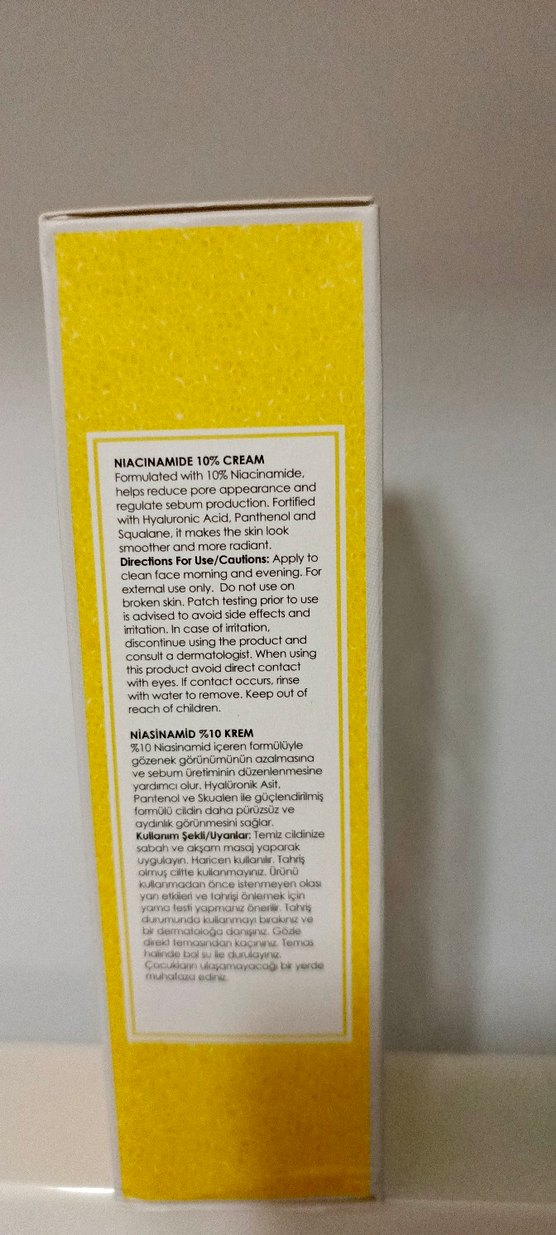 NIACINAMIDE 10% CREAM
Formulated with 10% Niacinamide,
helps reduce pore appearance and
regulate sebum production. Fortified
with Hyaluronic Acid, Panthenol and
Squalane, it makes the skin look
smoother and more radiant.
Directions For Use/Cautions: Apply to
clean face morning and evening. For
external use only. Do not use on
broken skin. Patch testing prior to use
is advised to avoid side effects and
irritation. In case of irritation,
discontinue using the product and
consult a dermatologist. When using
this product avoid direct contact
with eyes. If contact occurs, rinse
with water to remove. Keep out of
reach of children.
NİASİNAMİD %10 KREM
%10 Niasinamid içeren formülüyle
gözenek görünümünün azalmasına
ve sebum üretiminin düzenlenmesine
yardımcı olur. Hyalüronik Asit,
Pantenol ve Skualen ile güçlendirilmiş
formülü cildin daha pürüzsüz ve
aydınlık görünmesini sağlar.
Kullanım Şekli/Uyarılar: Temiz cildinize
sabah ve akşam masaj yaparak
uygulayın. Haricen kullanılır. Tahriş
olmuş ciltte kullanmayınız. Ürünü
kullanmadan önce istenmeyen olası
yan etkileri ve tahrişi önlemek için
yama testi yapmanız önerilir. Tahriş
durumunda kullanmayı bırakınız ve
bir dermatoloğa danışınız. Gözle
direkt temasından kaçınınız. Temas
halinde bol su ile durulayınız.
Çocukların ulaşamayacağı bir yerde
muhafaza ediniz.